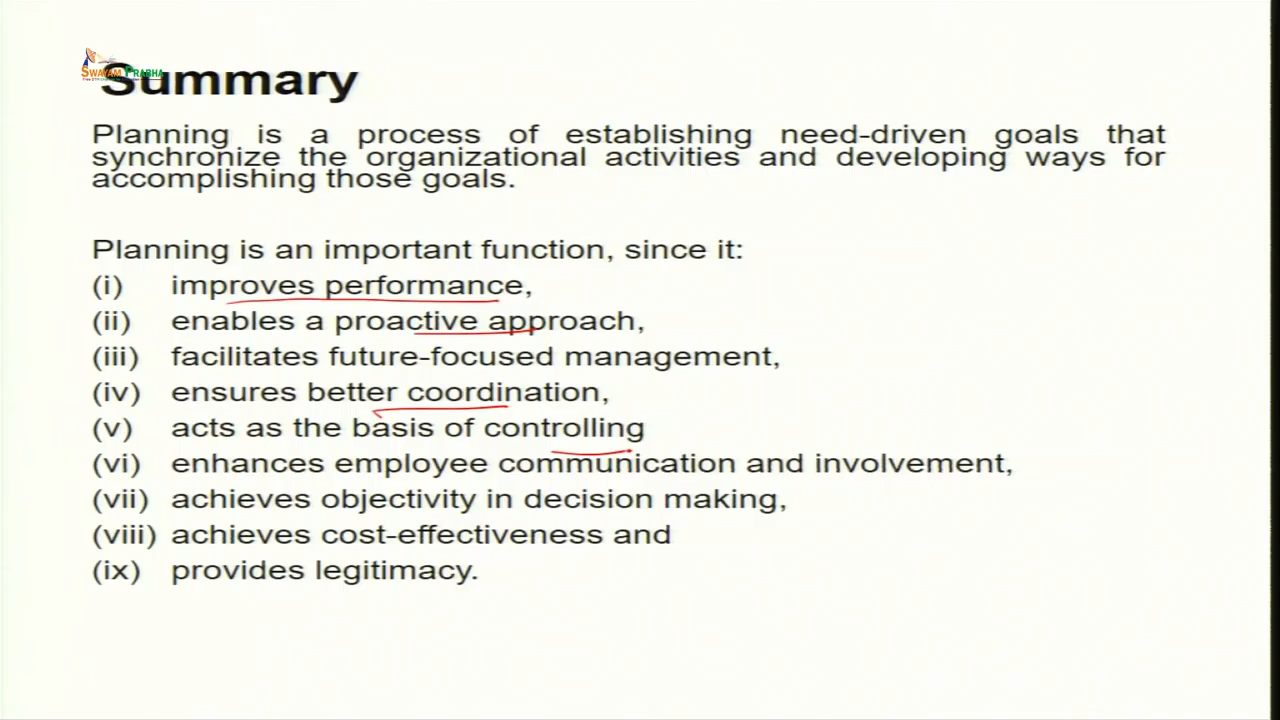 SWAYAM PRABHA
Summary
Planning is a process of establishing need-driven goals that
synchronize the organizational activities and developing ways for
accomplishing those goals.
Planning is an important function, since it:
(i) improves performance,
(ii) enables a proactive approach,
(iii) facilitates future-focused management,
(iv) ensures better coordination,
(v) acts as the basis of controlling
(vi) enhances employee communication and involvement,
(vii) achieves objectivity in decision making,
(viii) achieves cost-effectiveness and
(ix) provides legitimacy.